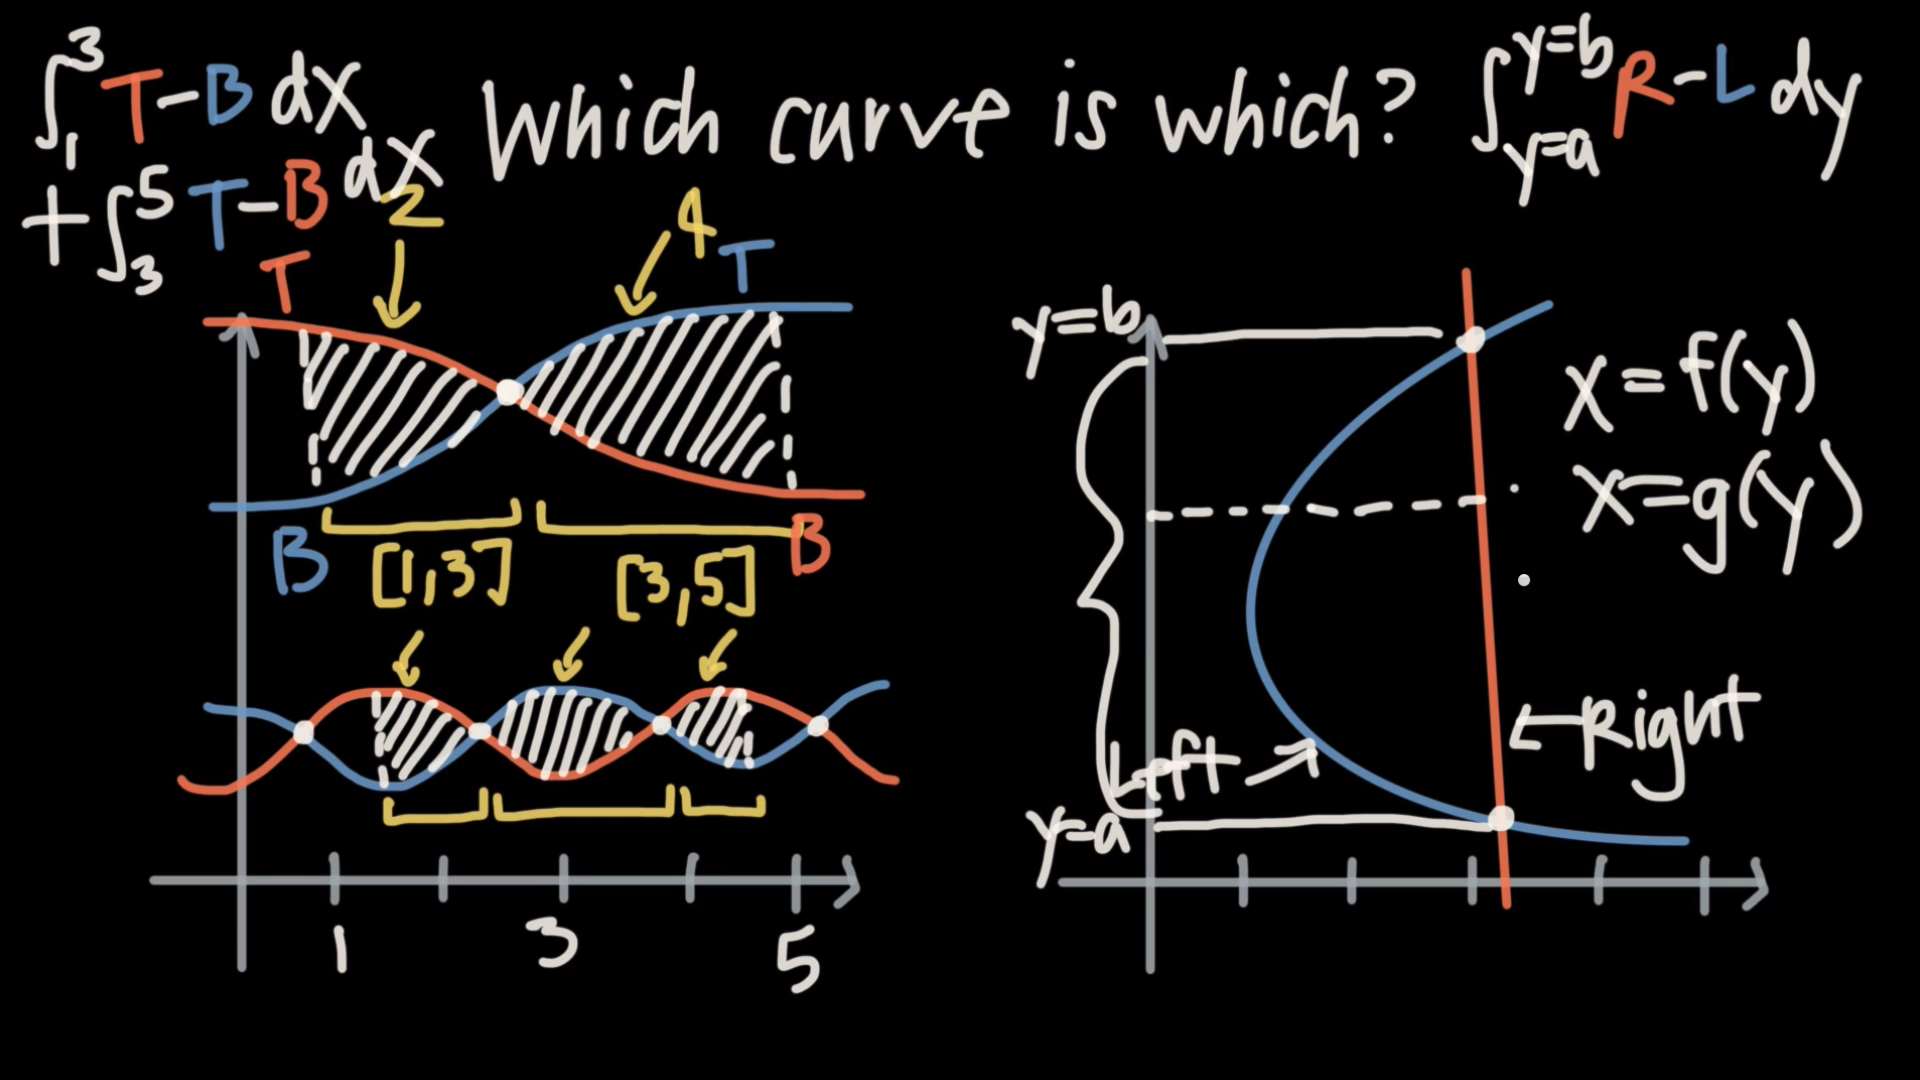 ∫₁³ T-B dx
+ ∫₃⁵ T-B dx
Which curve is which?
∫ y=b y=a R-L dy
2
4
T
T
B
B
[1,3]
[3,5]
1
3
5
y=b
x=f(y)
x=g(y)
Left
Right
y=a